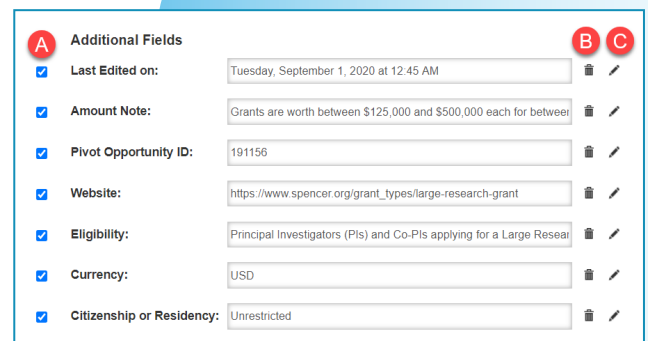 A
Additional Fields
B
C
Last Edited on: Tuesday, September 1, 2020 at 12:45 AM
Amount Note: Grants are worth between $125,000 and $500,000 each for between
Pivot Opportunity ID: 191156
Website: https://www.spencer.org/grant_types/large-research-grant
Eligibility: Principal Investigators (PIs) and Co-PIs applying for a Large Resear
Currency: USD
Citizenship or Residency: Unrestricted